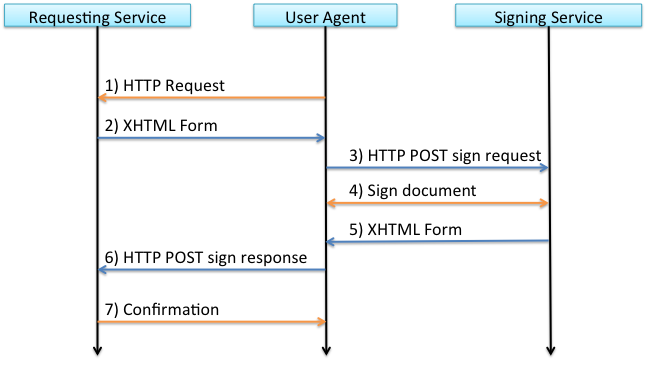 Requesting Service
User Agent
Signing Service
1) HTTP Request
2) XHTML Form
3) HTTP POST sign request
4) Sign document
5) XHTML Form
6) HTTP POST sign response
7) Confirmation